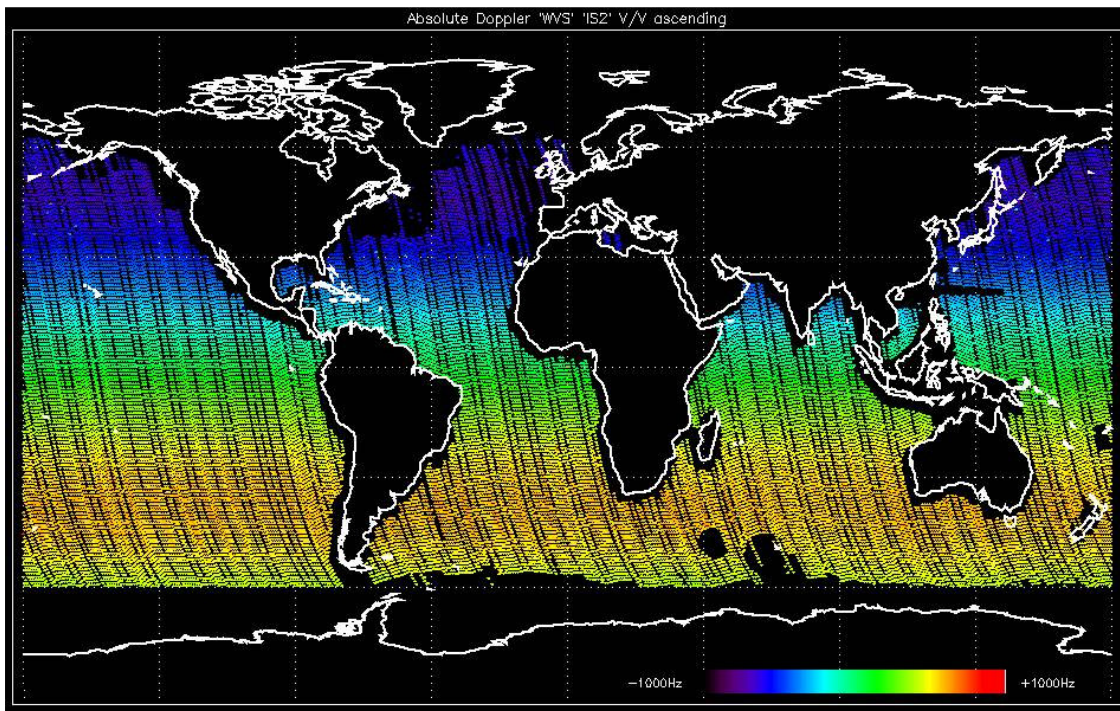 Absolute Doppler 'WVS' 'IS2' V/V ascending
-1000Hz +1000Hz